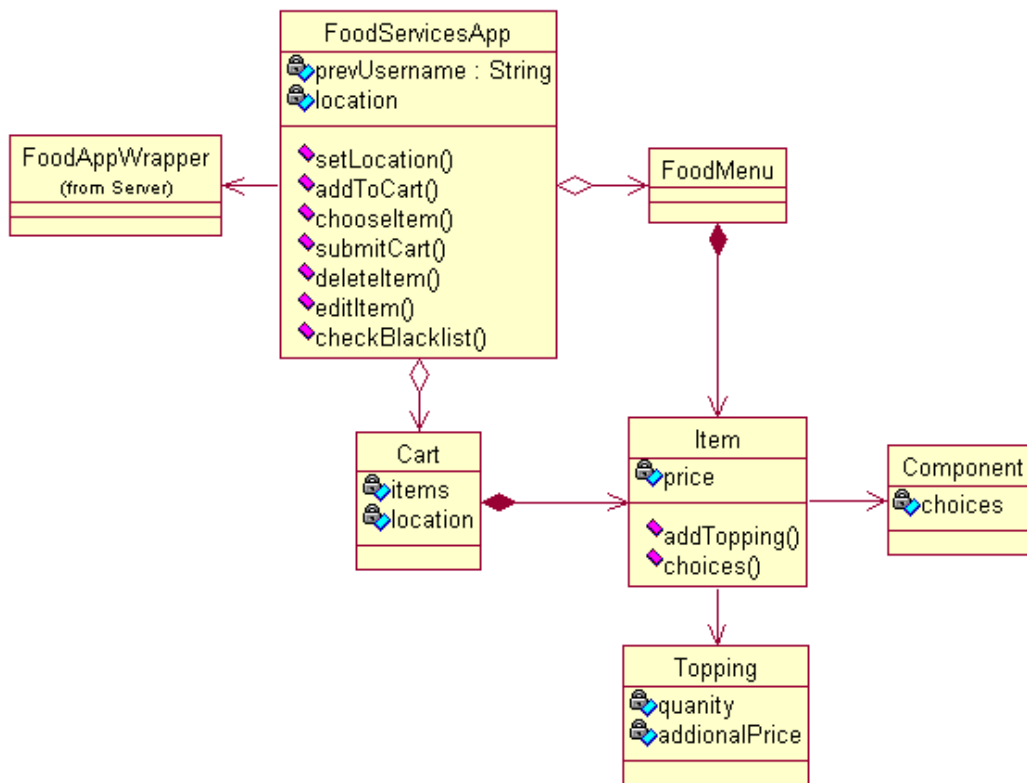 FoodServicesApp
prevUsername : String
location
setLocation()
addToCart()
chooseItem()
submitCart()
deleteItem()
editItem()
checkBlacklist()
FoodAppWrapper
(from Server)
FoodMenu
Cart
items
location
Item
price
addTopping()
choices()
Component
choices
Topping
quanity
addionalPrice